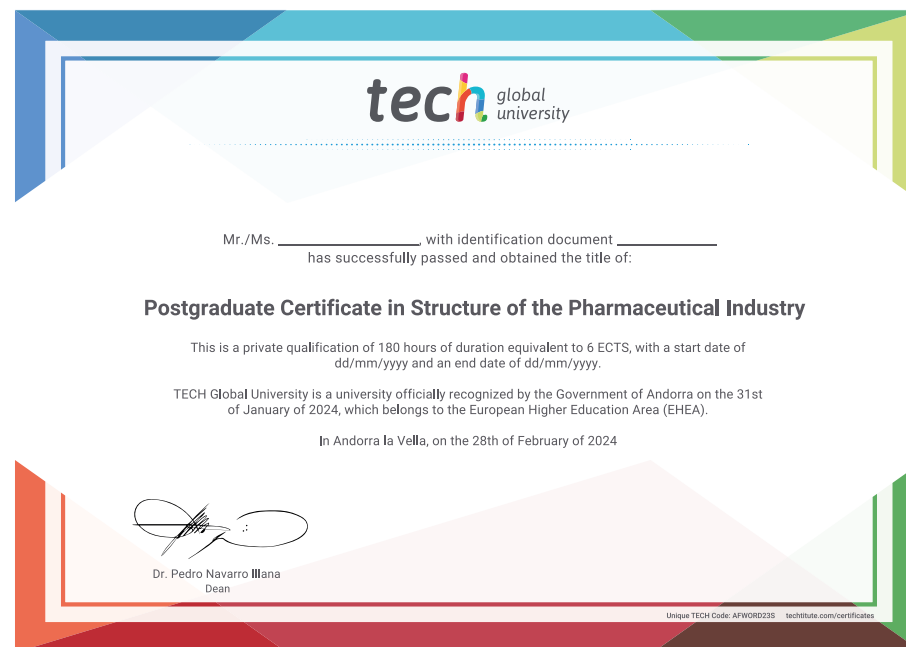 tech global university
Mr./Ms. ________________, with identification document ____________
has successfully passed and obtained the title of:
Postgraduate Certificate in Structure of the Pharmaceutical Industry
This is a private qualification of 180 hours of duration equivalent to 6 ECTS, with a start date of
dd/mm/yyyy and an end date of dd/mm/yyyy.
TECH Global University is a university officially recognized by the Government of Andorra on the 31st
of January of 2024, which belongs to the European Higher Education Area (EHEA).
In Andorra la Vella, on the 28th of February of 2024
Dr. Pedro Navarro Illana
Dean
Unique TECH Code: AFWORD23S techtitute.com/certificates